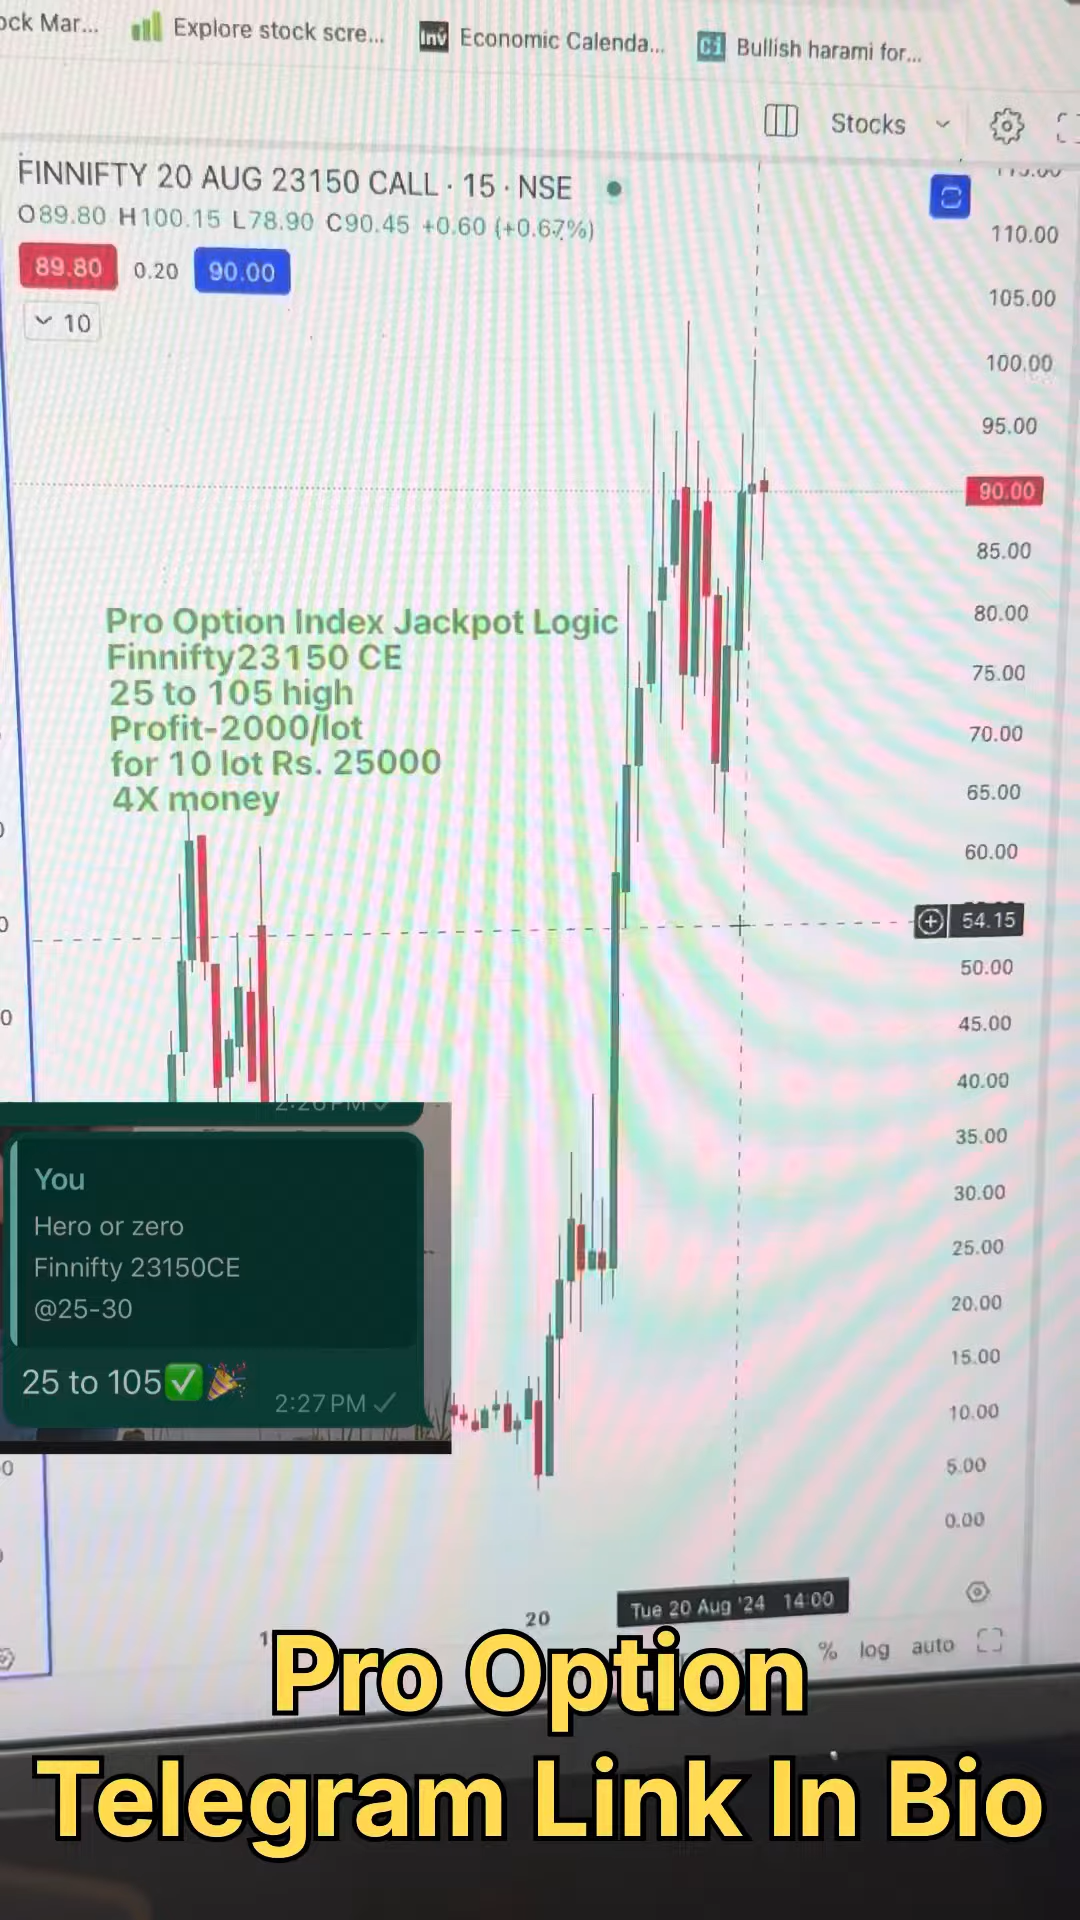 ock Mar...
Explore stock scre...
Inv
Economic Calenda...
Ci
Bullish harami for...
Stocks
FINNIFTY 20 AUG 23150 CALL · 15 · NSE
O89.80 H100.15 L78.90 C90.45 +0.60 (+0.67%)
89.80 0.20 90.00
10
115.00
110.00
105.00
100.00
95.00
90.00
85.00
80.00
75.00
70.00
65.00
60.00
54.15
50.00
45.00
40.00
35.00
30.00
25.00
20.00
15.00
10.00
5.00
0.00
Pro Option Index Jackpot Logic
Finnifty23150 CE
25 to 105 high
Profit-2000/lot
for 10 lot Rs. 25000
4X money
2:26 PM
You
Hero or zero
Finnifty 23150CE
@25-30
25 to 105✅🎉
2:27 PM
20
Tue 20 Aug '24 14:00
% log auto
Pro Option
Telegram Link In Bio